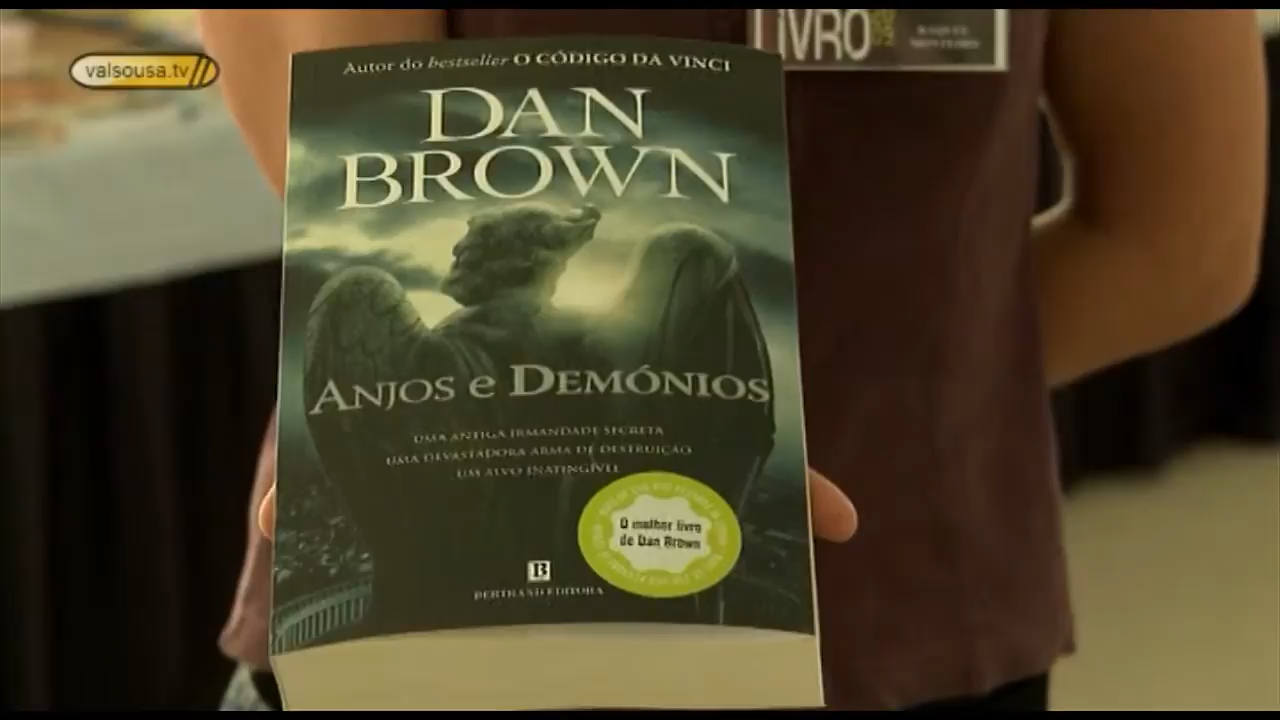 valsousa.tv
iVRO
Autor do bestseller O CÓDIGO DA VINCI
DAN
BROWN
ANJOS e DEMÓNIOS
UMA ANTIGA IRMANDADE SECRETA
UMA DEVASTADORA ARMA DE DESTRUIÇÃO
UM ALVO INATINGÍVEL
O melhor livro
de Dan Brown
B
BERTRAND EDITORA